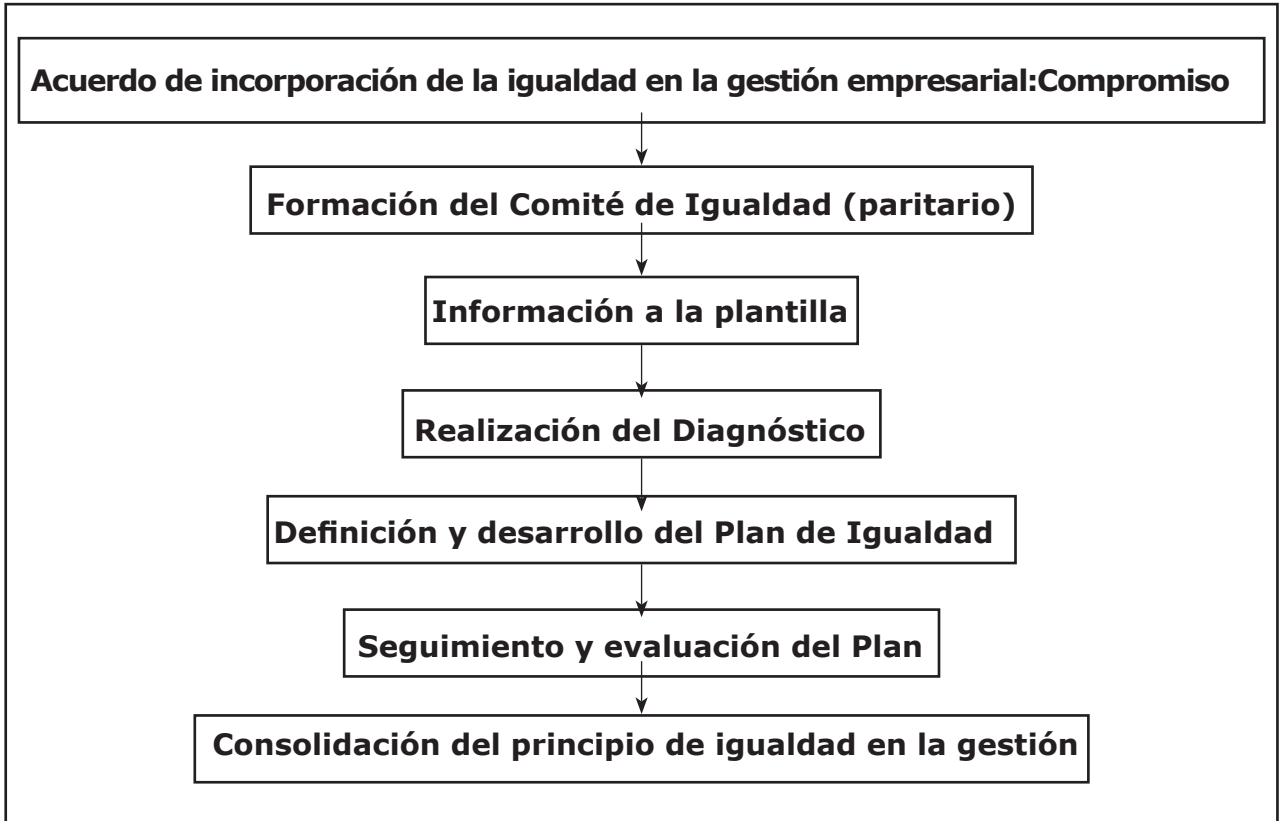 Acuerdo de incorporación de la igualdad en la gestión empresarial:Compromiso
Formación del Comité de Igualdad (paritario)
Información a la plantilla
Realización del Diagnóstico
Definición y desarrollo del Plan de Igualdad
Seguimiento y evaluación del Plan
Consolidación del principio de igualdad en la gestión